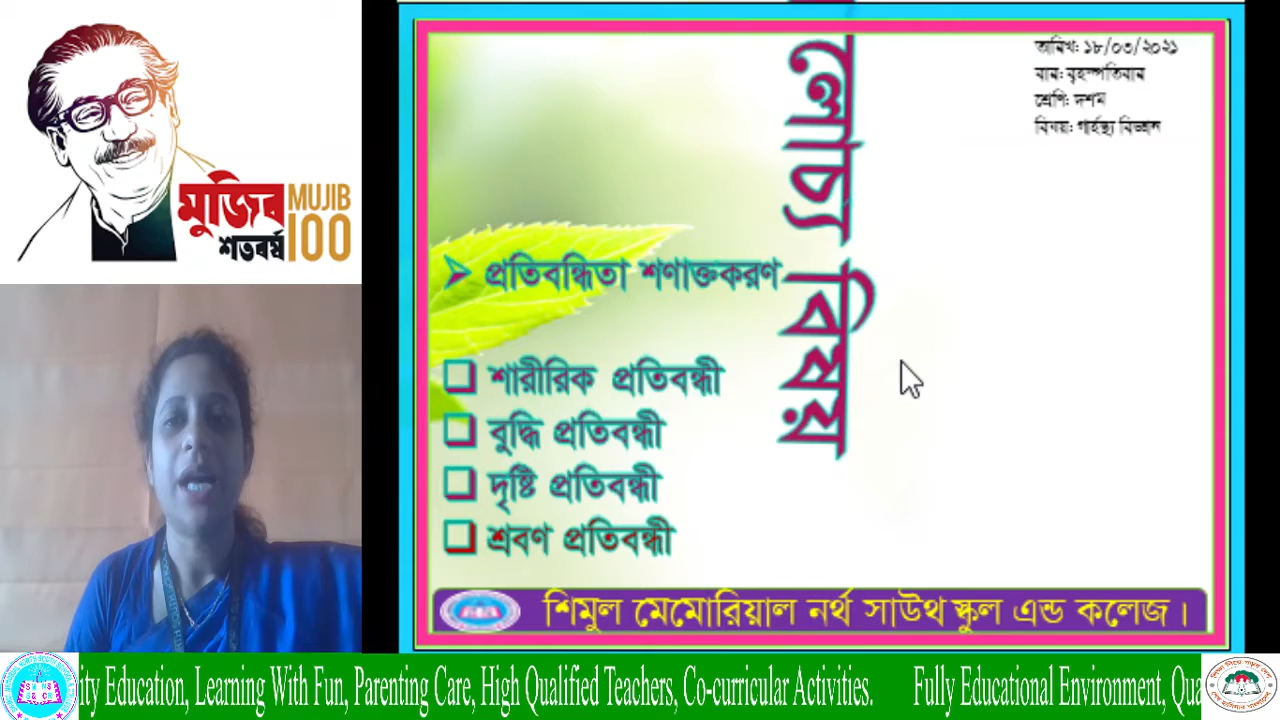 মুজিব
শতবর্ষ
MUJIB
100
তারিখ: ১৮/০৩/২০২১
বার: বৃহস্পতিবার
শ্রেণি: দশম
বিষয়: গার্হস্থ্য বিজ্ঞান
লোচ্য বিষয়
প্রতিবন্ধিতা শণাক্তকরণ
শারীরিক প্রতিবন্ধী
বুদ্ধি প্রতিবন্ধী
দৃষ্টি প্রতিবন্ধী
শ্রবণ প্রতিবন্ধী
শিমুল মেমোরিয়াল নর্থ সাউথ স্কুল এন্ড কলেজ।
ity Education, Learning With Fun, Parenting Care, High Qualified Teachers, Co-curricular Activities. Fully Educational Environment, Qua